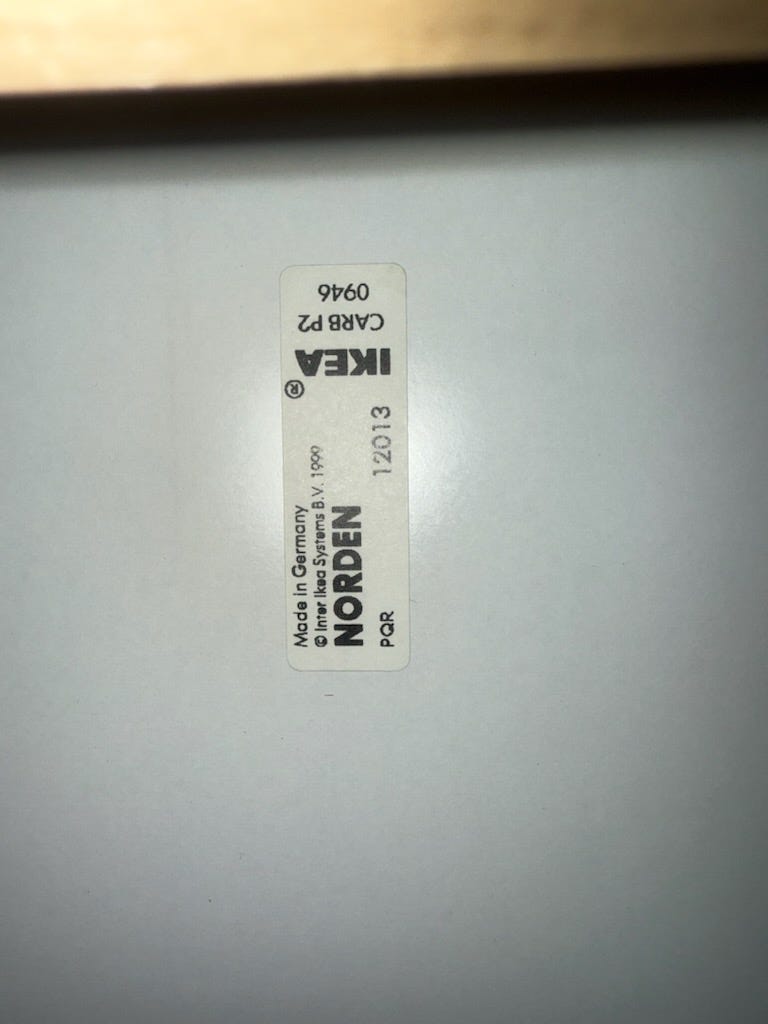 Made in Germany
© Inter Ikea Systems B.V. 1999
NORDEN
PQR 12013
IKEA®
CARB P2
0946